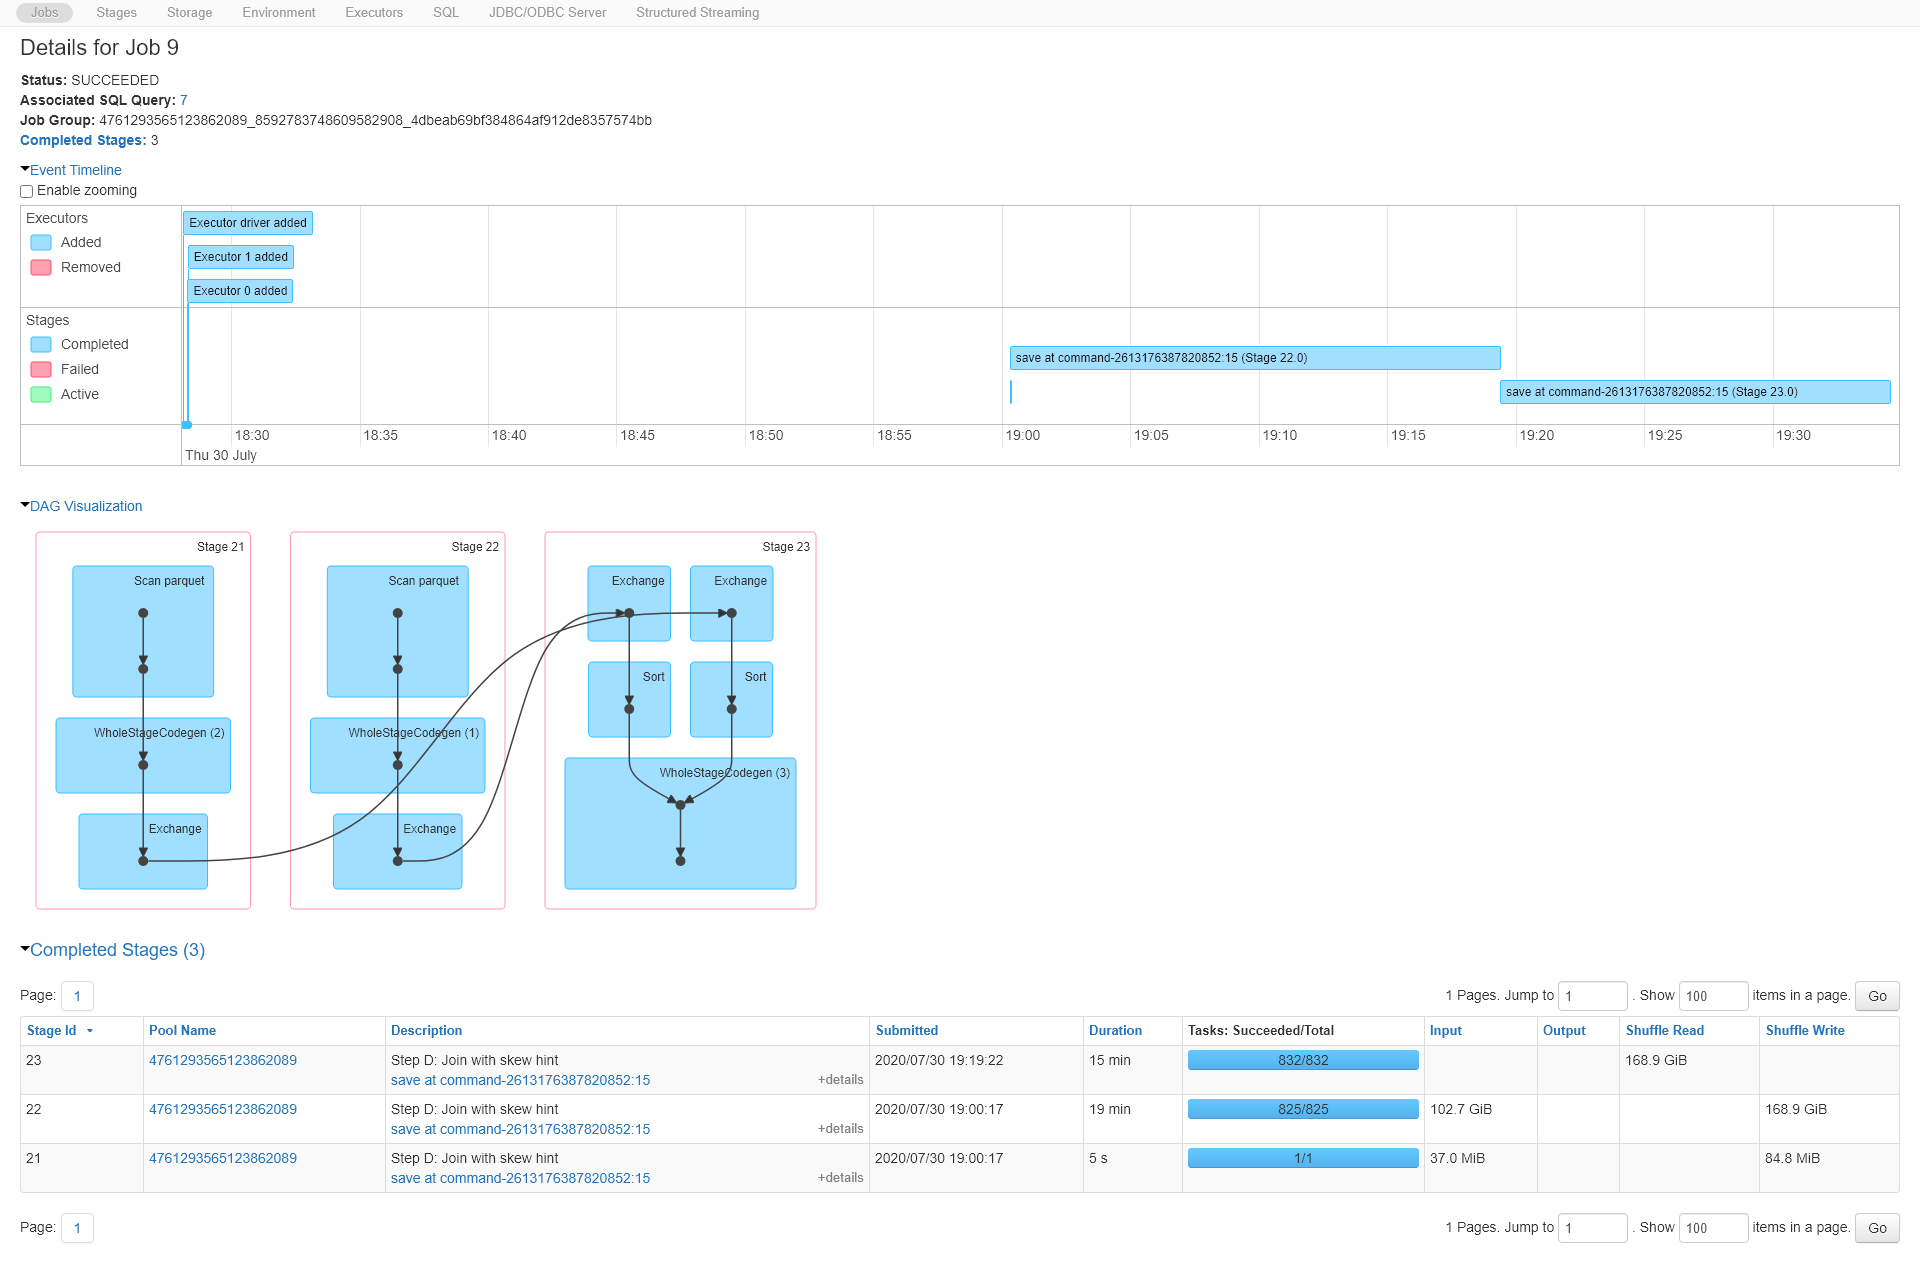 Jobs Stages Storage Environment Executors SQL JDBC/ODBC Server Structured Streaming
Details for Job 9
Status: SUCCEEDED
Associated SQL Query: 7
Job Group: 4761293565123862089_8592783748609582908_4dbeab69bf384864af912de8357574bb
Completed Stages: 3
Event Timeline
Enable zooming
Executors
Added
Removed
Executor driver added
Executor 1 added
Executor 0 added
Stages
Completed
Failed
Active
save at command-2613176387820852:15 (Stage 22.0)
save at command-2613176387820852:15 (Stage 23.0)
18:30 18:35 18:40 18:45 18:50 18:55 19:00 19:05 19:10 19:15 19:20 19:25 19:30
Thu 30 July
DAG Visualization
Stage 21
Scan parquet
WholeStageCodegen (2)
Exchange
Stage 22
Scan parquet
WholeStageCodegen (1)
Exchange
Stage 23
Exchange Exchange
Sort Sort
WholeStageCodegen (3)
Completed Stages (3)
Page: 1 1 Pages. Jump to 1 . Show 100 items in a page. Go
Stage Id Pool Name Description Submitted Duration Tasks: Succeeded/Total Input Output Shuffle Read Shuffle Write
23 4761293565123862089 Step D: Join with skew hint 2020/07/30 19:19:22 15 min 832/832 168.9 GiB
save at command-2613176387820852:15 +details
22 4761293565123862089 Step D: Join with skew hint 2020/07/30 19:00:17 19 min 825/825 102.7 GiB 168.9 GiB
save at command-2613176387820852:15 +details
21 4761293565123862089 Step D: Join with skew hint 2020/07/30 19:00:17 5 s 1/1 37.0 MiB 84.8 MiB
save at command-2613176387820852:15 +details
Page: 1 1 Pages. Jump to 1 . Show 100 items in a page. Go